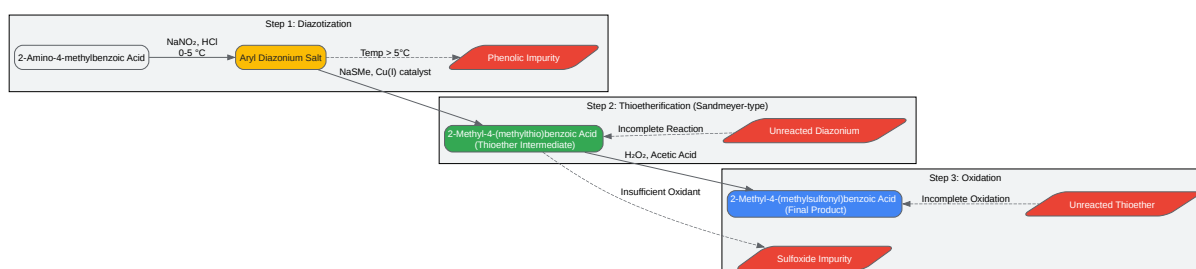 Step 1: Diazotization
2-Amino-4-methylbenzoic Acid
NaNO₂, HCl
0-5 °C
Aryl Diazonium Salt
Temp > 5°C
Phenolic Impurity
NaSMe, Cu(I) catalyst
Step 2: Thioetherification (Sandmeyer-type)
2-Methyl-4-(methylthio)benzoic Acid
(Thioether Intermediate)
Incomplete Reaction
Unreacted Diazonium
H₂O₂, Acetic Acid
Insufficient Oxidant
Step 3: Oxidation
2-Methyl-4-(methylsulfonyl)benzoic Acid
(Final Product)
Incomplete Oxidation
Unreacted Thioether
Sulfoxide Impurity